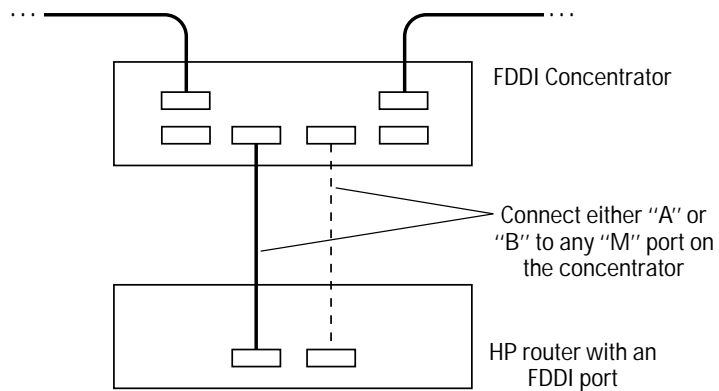 FDDI Concentrator
Connect either “A” or
“B” to any “M” port on
the concentrator
HP router with an
FDDI port